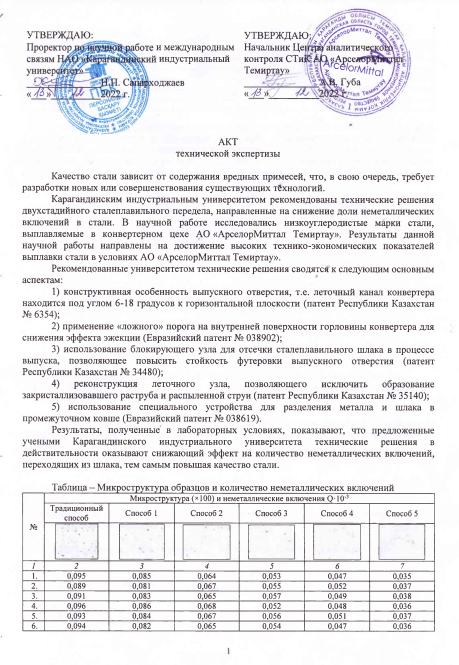 УТВЕРЖДАЮ:
Проректор по научной работе и международным
связям НАО «Карагандинский индустриальный
университет»
Н.П. Сапарходжаев
« 13 » 12 2022 г.
УТВЕРЖДАЮ:
Начальник Центра аналитического
контроля СТиК АО «АрселорМиттал
Темиртау»
А.В. Губа
« 13 » 12 2022 г.
ArcelorMittal
АКТ
технической экспертизы
Качество стали зависит от содержания вредных примесей, что, в свою очередь, требует
разработки новых или совершенствования существующих технологий.
Карагандинским индустриальным университетом рекомендованы технические решения
двухстадийного сталеплавильного передела, направленные на снижение доли неметаллических
включений в стали. В научной работе исследовались низкоуглеродистые марки стали,
выплавляемые в конвертерном цехе АО «АрселорМиттал Темиртау». Результаты данной
научной работы направлены на достижение высоких технико-экономических показателей
выплавки стали в условиях АО «АрселорМиттал Темиртау».
Рекомендованные университетом технические решения сводятся к следующим основным
аспектам:
1) конструктивная особенность выпускного отверстия, т.е. леточный канал конвертера
находится под углом 6-18 градусов к горизонтальной плоскости (патент Республики Казахстан
№ 6354);
2) применение «ложного» порога на внутренней поверхности горловины конвертера для
снижения эффекта эжекции (Евразийский патент № 038902);
3) использование блокирующего узла для отсечки сталеплавильного шлака в процессе
выпуска, позволяющее повысить стойкость футеровки выпускного отверстия (патент
Республики Казахстан № 34480);
4) реконструкция леточного узла, позволяющего исключить образование
закристаллизовавшего раструба и распыленной струи (патент Республики Казахстан № 35140);
5) использование специального устройства для разделения металла и шлака в
промежуточном ковше (Евразийский патент № 038619).
Результаты, полученные в лабораторных условиях, показывают, что предложенные
учеными Карагандинского индустриального университета технические решения в
действительности оказывают снижающий эффект на количество неметаллических включений,
переходящих из шлака, тем самым повышая качество стали.
Таблица – Микроструктура образцов и количество неметаллических включений
№ Микроструктура (×100) и неметаллические включения Q·10⁻³
Традиционный способ Способ 1 Способ 2 Способ 3 Способ 4 Способ 5
1 2 3 4 5 6 7
1. 0,095 0,085 0,064 0,053 0,047 0,035
2. 0,089 0,081 0,067 0,055 0,052 0,037
3. 0,091 0,083 0,065 0,057 0,049 0,038
4. 0,096 0,086 0,068 0,052 0,048 0,036
5. 0,093 0,084 0,067 0,056 0,051 0,037
6. 0,094 0,082 0,065 0,054 0,047 0,036
1